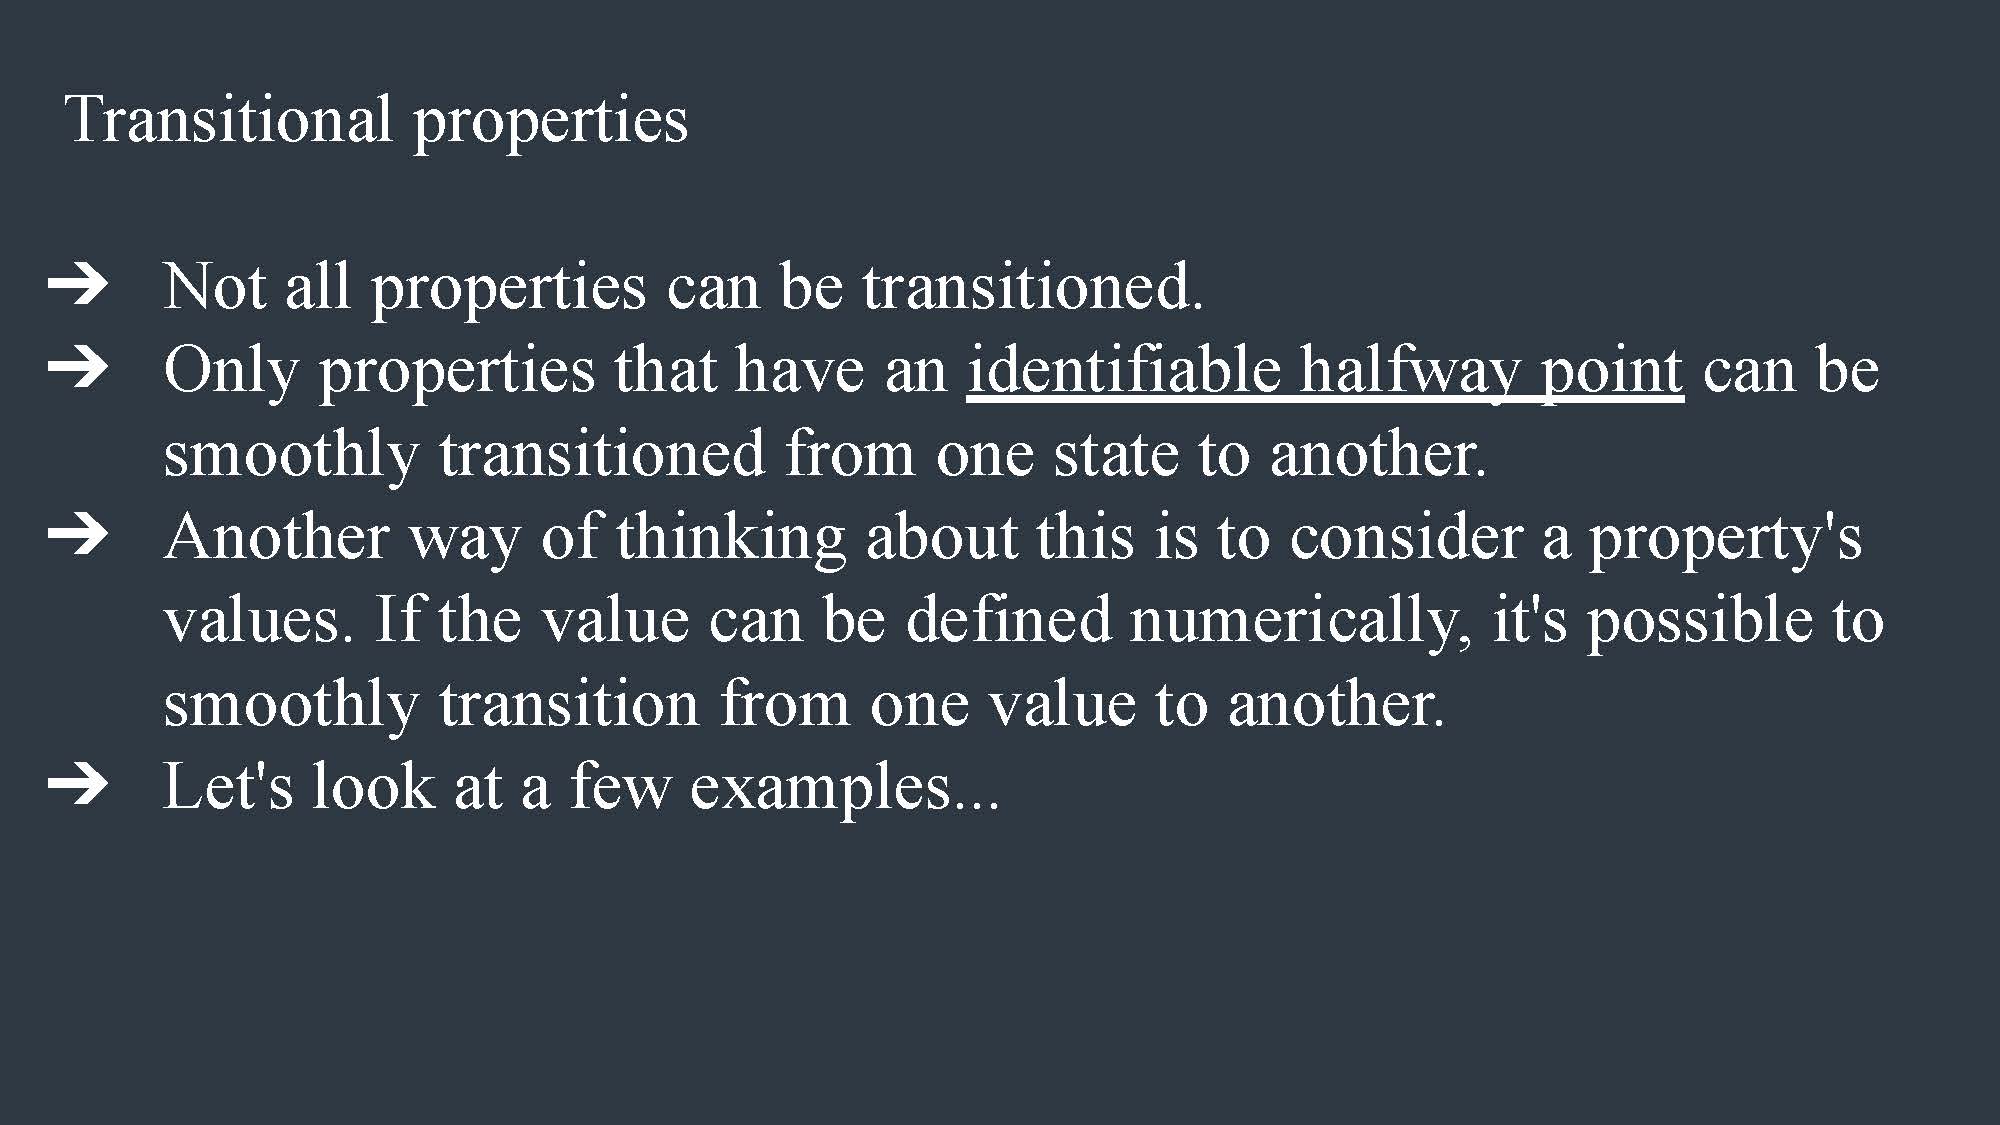 Transitional properties
➔ Not all properties can be transitioned.
➔ Only properties that have an identifiable halfway point can be
smoothly transitioned from one state to another.
➔ Another way of thinking about this is to consider a property's
values. If the value can be defined numerically, it's possible to
smoothly transition from one value to another.
➔ Let's look at a few examples...